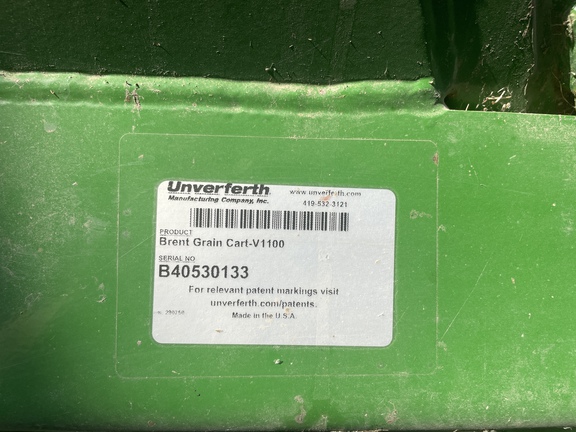 Unverferth
www.unverferth.com
Manufacturing Company, Inc.
419-532-3121
PRODUCT
Brent Grain Cart-V1100
SERIAL NO
B40530133
For relevant patent markings visit
unverferth.com/patents.
Made in the U.S.A.